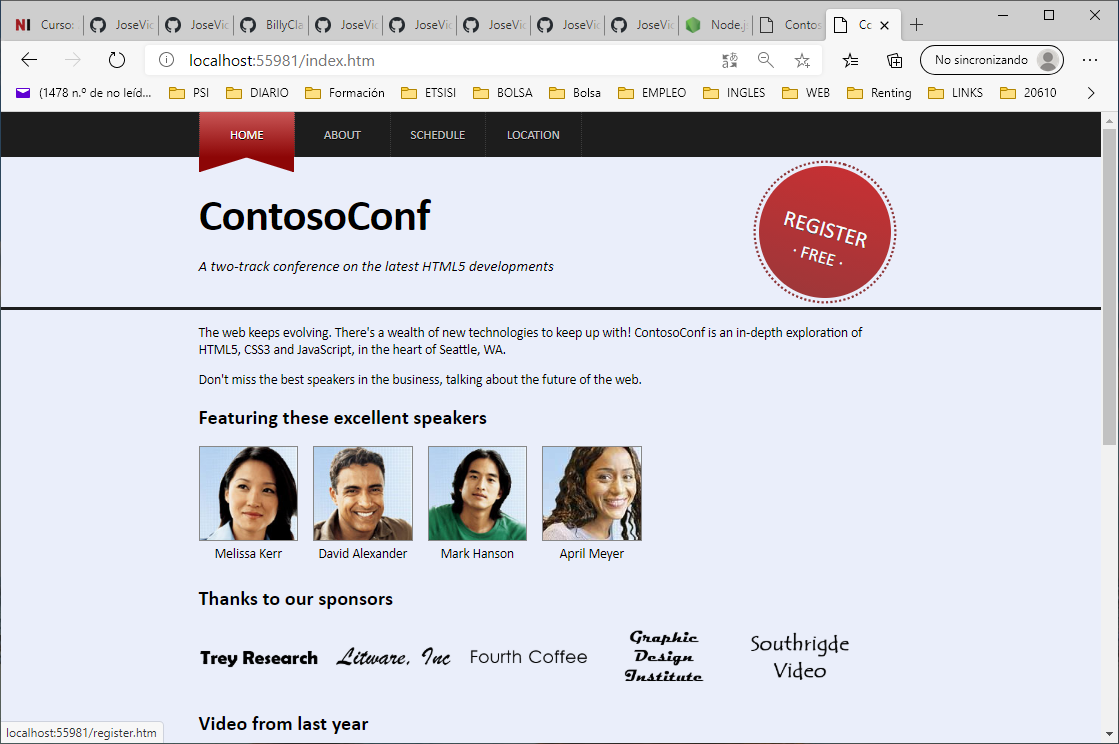 NI Curso: JoseVic JoseVic BillyCla JoseVic JoseVic JoseVic JoseVic JoseVic Node.j Contos Co
localhost:55981/index.htm No sincronizando
(1478 n.º de no leíd... PSI DIARIO Formación ETSISI BOLSA Bolsa EMPLEO INGLES WEB Renting LINKS 20610
HOME ABOUT SCHEDULE LOCATION
ContosoConf
REGISTER
· FREE ·
A two-track conference on the latest HTML5 developments
The web keeps evolving. There's a wealth of new technologies to keep up with! ContosoConf is an in-depth exploration of
HTML5, CSS3 and JavaScript, in the heart of Seattle, WA.
Don't miss the best speakers in the business, talking about the future of the web.
Featuring these excellent speakers
Melissa Kerr David Alexander Mark Hanson April Meyer
Thanks to our sponsors
Trey Research Litware, Inc Fourth Coffee
Graphic
Design
Institute
Southrigde
Video
Video from last year
localhost:55981/register.htm